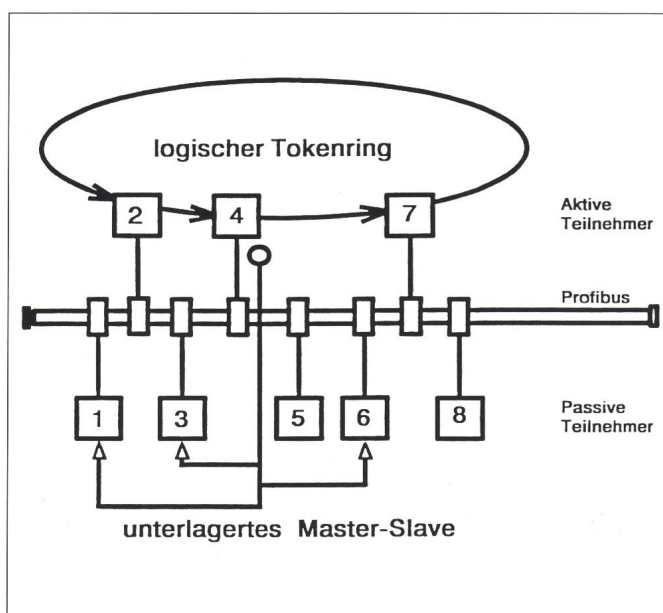 logischer Tokenring
2
4
7
Aktive
Teilnehmer
Profibus
1
3
5
6
8
Passive
Teilnehmer
unterlagertes Master-Slave